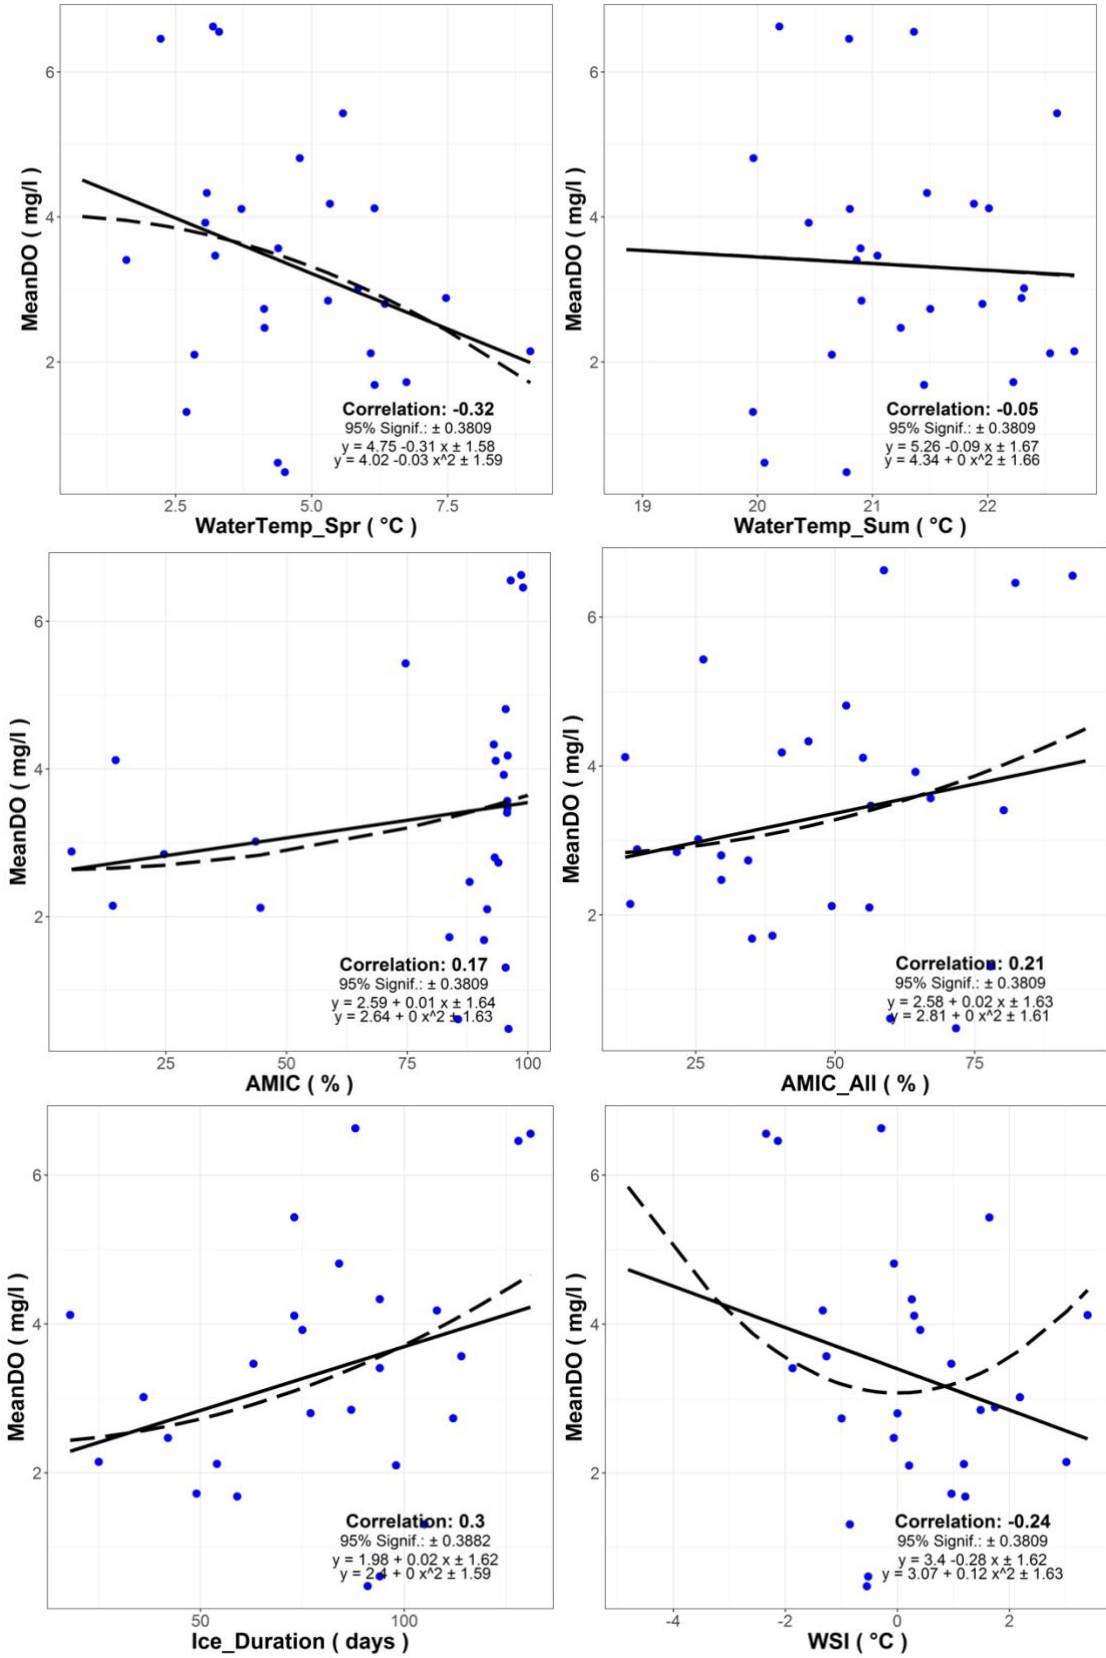 6
4
2
MeanDO ( mg/l )
Correlation: -0.32
95% Signif.: ± 0.3809
y = 4.75 -0.31 x ± 1.58
y = 4.02 -0.03 x^2 ± 1.59
2.5 5.0 7.5
WaterTemp_Spr ( °C )
6
4
2
MeanDO ( mg/l )
Correlation: -0.05
95% Signif.: ± 0.3809
y = 5.26 -0.09 x ± 1.67
y = 4.34 + 0 x^2 ± 1.66
19 20 21 22
WaterTemp_Sum ( °C )
6
4
2
MeanDO ( mg/l )
Correlation: 0.17
95% Signif.: ± 0.3809
y = 2.59 + 0.01 x ± 1.64
y = 2.64 + 0 x^2 ± 1.63
25 50 75 100
AMIC ( % )
6
4
2
MeanDO ( mg/l )
Correlation: 0.21
95% Signif.: ± 0.3809
y = 2.58 + 0.02 x ± 1.63
y = 2.81 + 0 x^2 ± 1.61
25 50 75
AMIC_All ( % )
6
4
2
MeanDO ( mg/l )
Correlation: 0.3
95% Signif.: ± 0.3882
y = 1.98 + 0.02 x ± 1.62
y = 2.4 + 0 x^2 ± 1.59
50 100
Ice_Duration ( days )
6
4
2
MeanDO ( mg/l )
Correlation: -0.24
95% Signif.: ± 0.3809
y = 3.4 -0.28 x ± 1.62
y = 3.07 + 0.12 x^2 ± 1.63
-4 -2 0 2
WSI ( °C )